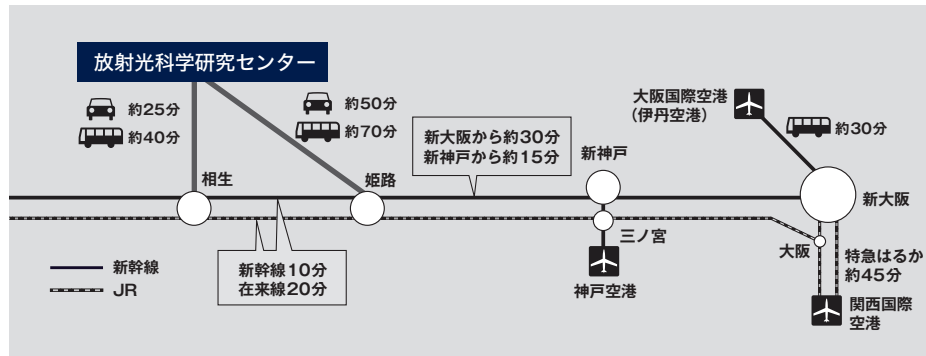 放射光科学研究センター
約25分
約40分
約50分
約70分
新大阪から約30分
新神戸から約15分
大阪国際空港
（伊丹空港）
約30分
相生
姫路
新神戸
新大阪
三ノ宮
大阪
特急はるか
約45分
新幹線
JR
新幹線10分
在来線20分
神戸空港
関西国際
空港